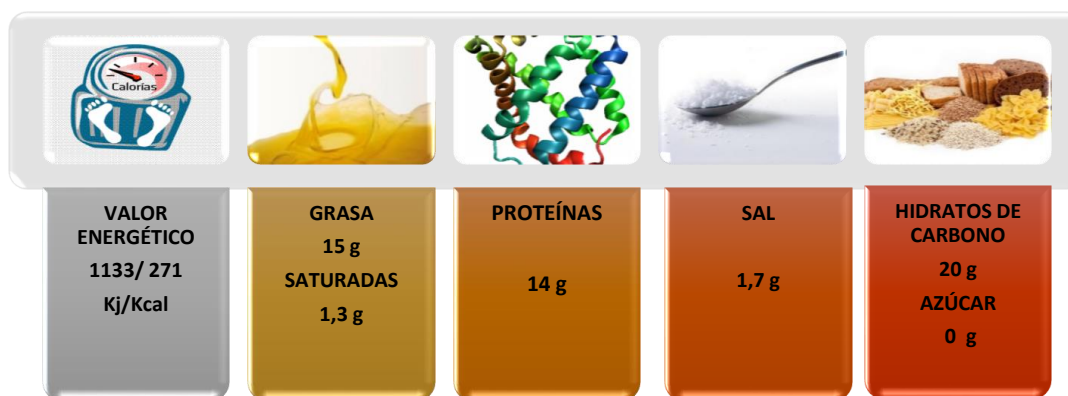 Calorías
VALOR
ENERGÉTICO
1133/ 271
Kj/Kcal
GRASA
15 g
SATURADAS
1,3 g
PROTEÍNAS
14 g
SAL
1,7 g
HIDRATOS DE
CARBONO
20 g
AZÚCAR
0 g